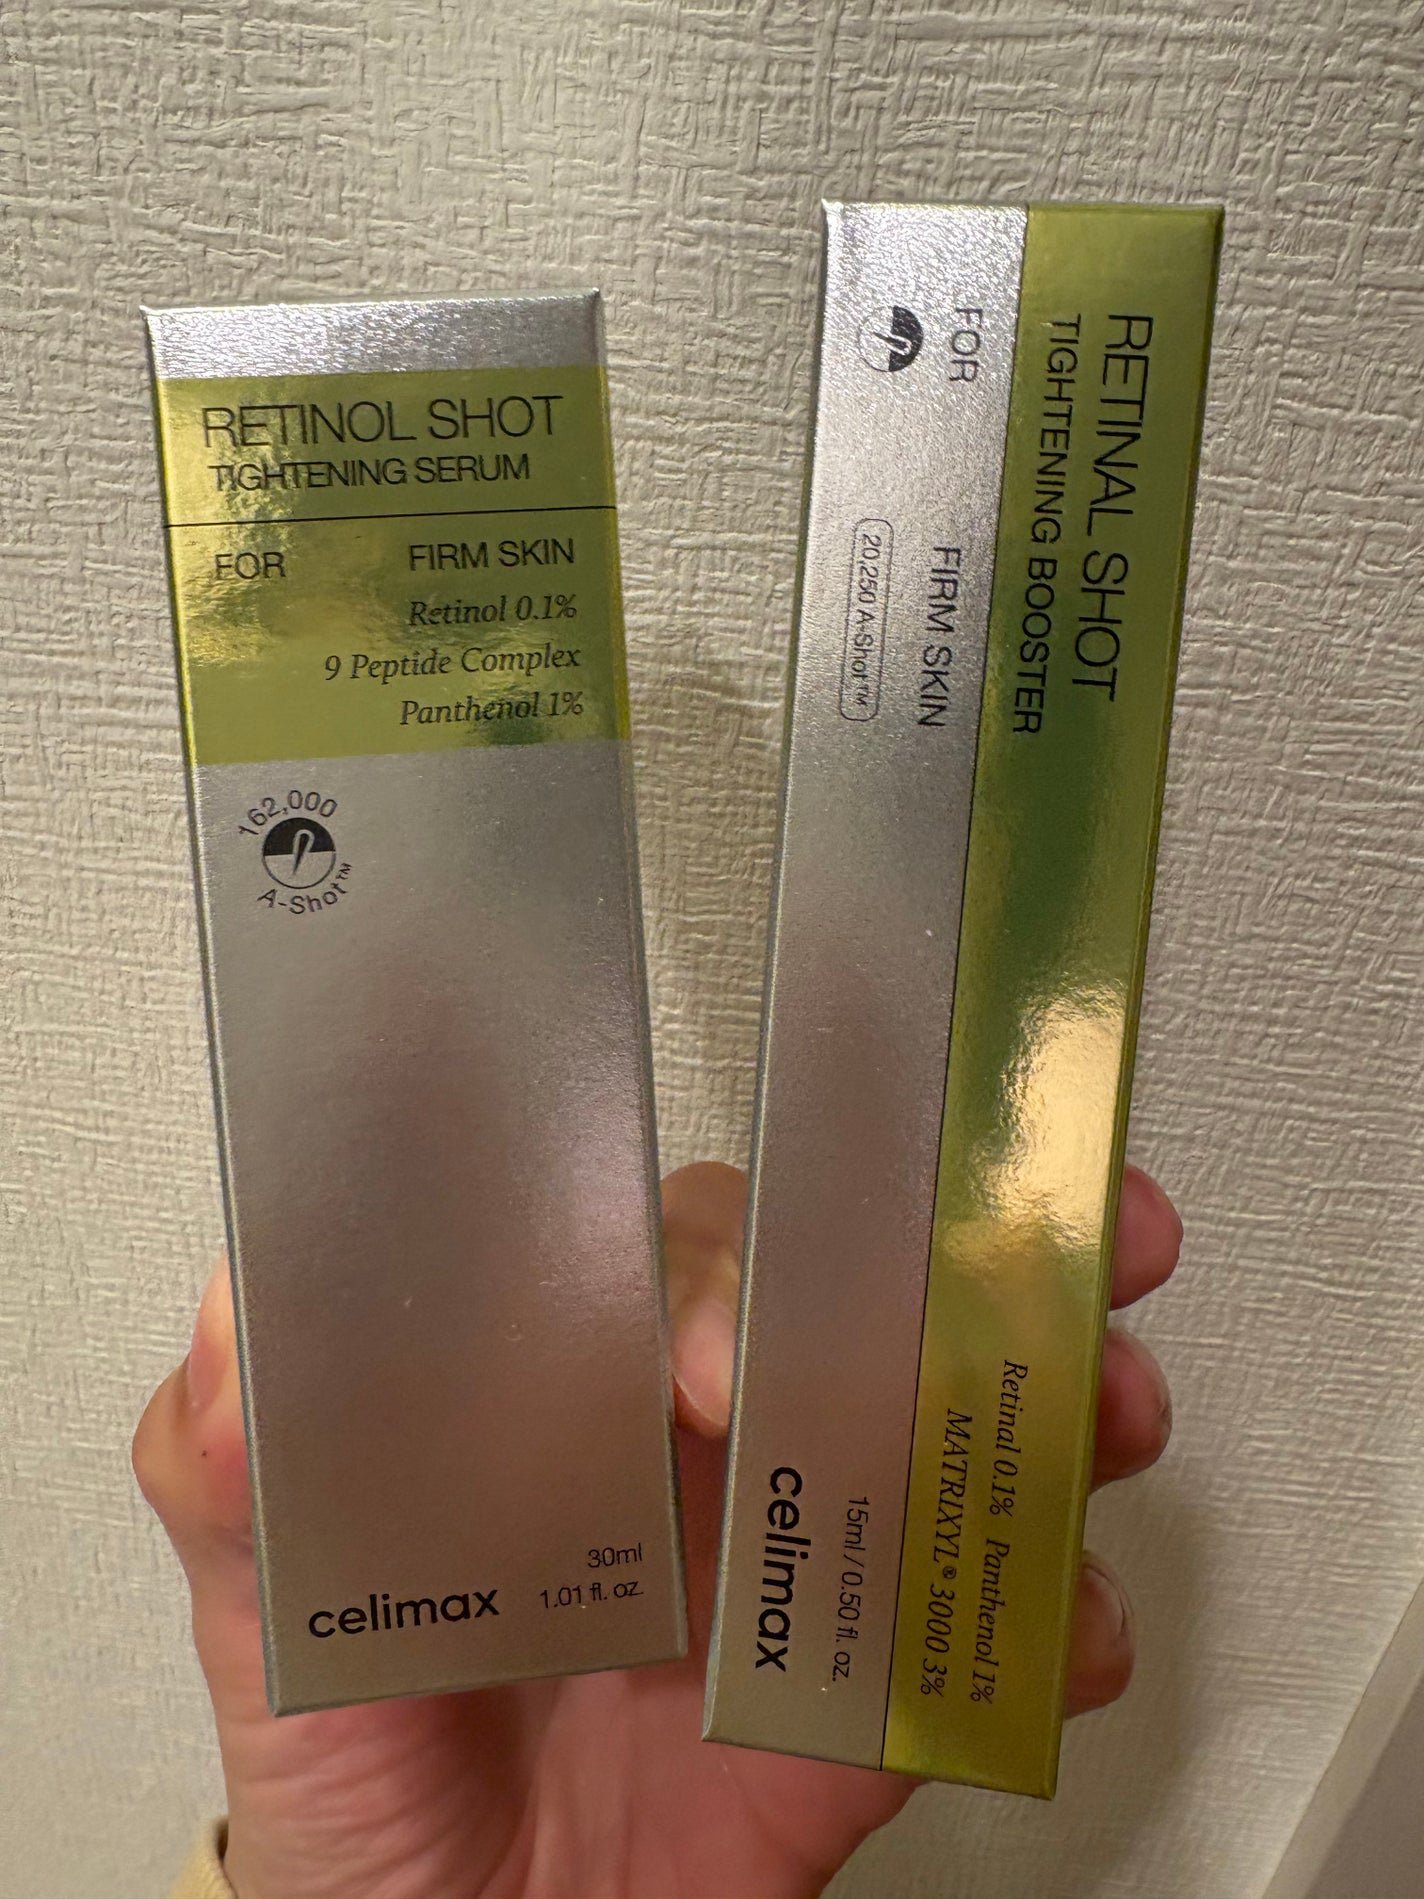 RETINOL SHOT
TIGHTENING SERUM
FOR FIRM SKIN
Retinol 0.1%
9 Peptide Complex
Panthenol 1%
162,000
A-Shot™
30ml
celimax 1.01 fl. oz.
RETINAL SHOT
TIGHTENING BOOSTER
Retinal 0.1% Panthenol 1%
MATRIXYL® 3000 3%
FOR FIRM SKIN
20,250 A-Shot™
15ml / 0.50 fl. oz.
celimax